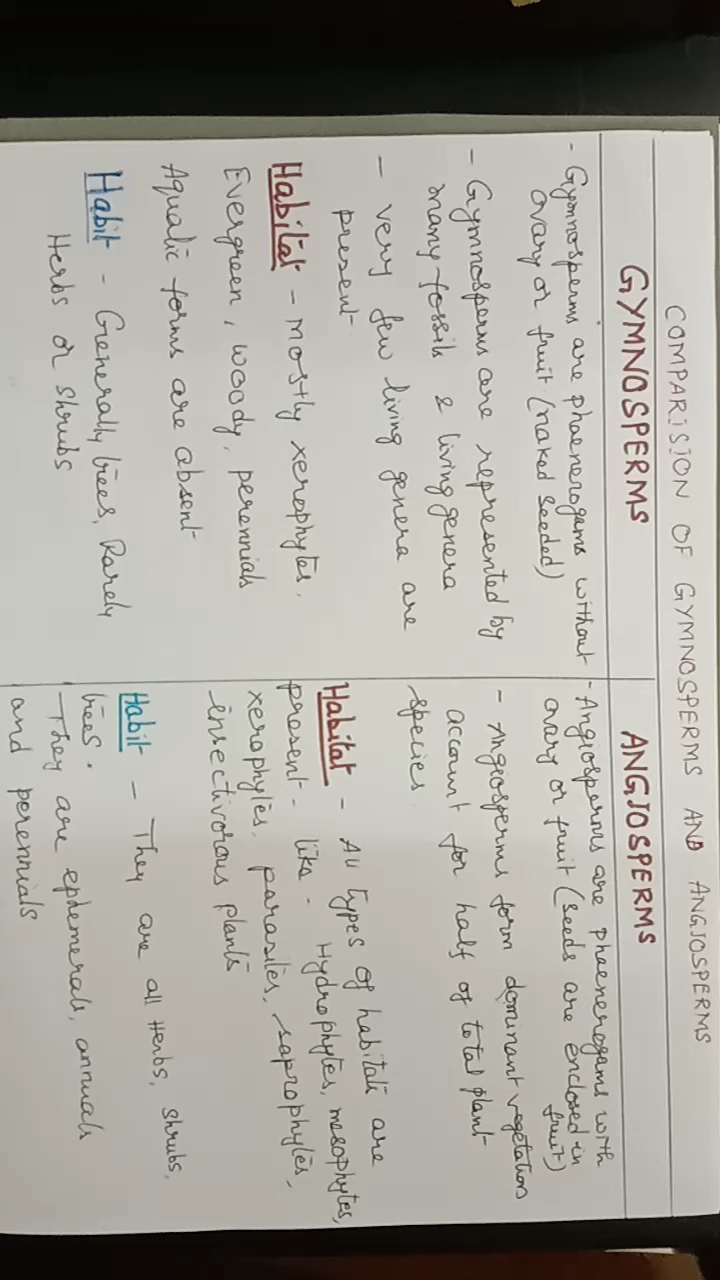 COMPARISION OF GYMNOSPERMS AND ANGIOSPERMS
GYMNOSPERMS
- Gymnosperms are phaenerogams without
ovary or fruit (naked seeded)
- Gymnosperms are represented by
many fossils & living genera
- very few living genera are
present
Habitat - mostly xerophytes,
Evergreen, woody, perennials
Aquatic forms are absent
Habit - Generally trees, Rarely
Herbs or shrubs
ANGIOSPERMS
- Angiosperms are phaenerogams with
ovary or fruit (seeds are enclosed in
fruit)
- Angiosperms form dominant vegetation
account for half of total plant
species
Habitat - All types of habitats are
present - like - Hydrophytes, mesophytes,
xerophytes, parasites, saprophytes,
insectivorous plants
Habit - They are all Herbs, shrubs,
trees.
- They are ephemerals, annuals
and perennials